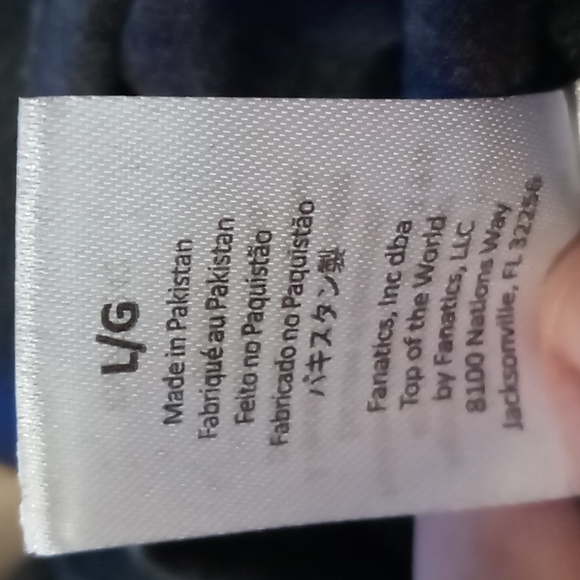 L/G
Made in Pakistan
Fabriqué au Pakistan
Feito no Paquistão
Fabricado no Paquistão
パキスタン製
Fanatics, Inc dba
Top of the World
by Fanatics, LLC
8100 Nations Way
Jacksonville, FL 32256